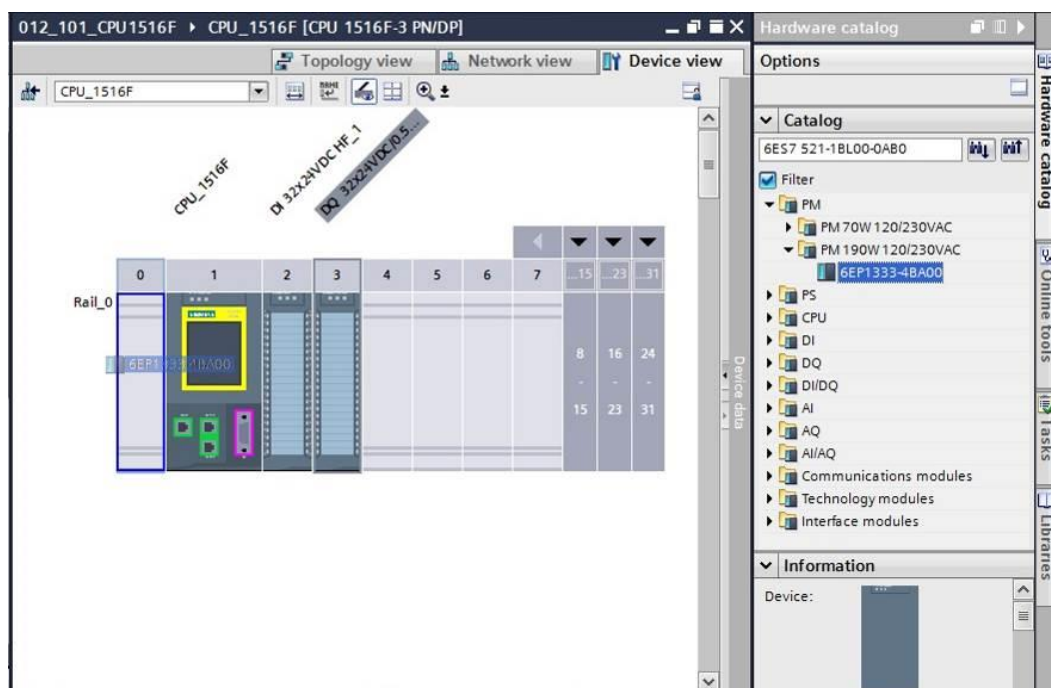 012_101_CPU1516F ▸ CPU_1516F [CPU 1516F-3 PN/DP]
Topology view
Network view
Device view
CPU_1516F
CPU_1516F
DI 32x24VDC HF_1
DQ 32x24VDC/0.5...
0 1 2 3 4 5 6 7 ...15 ...23 ...31
Rail_0
SIEMENS
6EP1333-4BA00
8 16 24
- - -
15 23 31
Device data
Hardware catalog
Options
Catalog
6ES7 521-1BL00-0AB0
Filter
PM
PM 70W 120/230VAC
PM 190W 120/230VAC
6EP1333-4BA00
PS
CPU
DI
DQ
DI/DQ
AI
AQ
AI/AQ
Communications modules
Technology modules
Interface modules
Information
Device:
Hardware catalog
Online tools
Tasks
Libraries